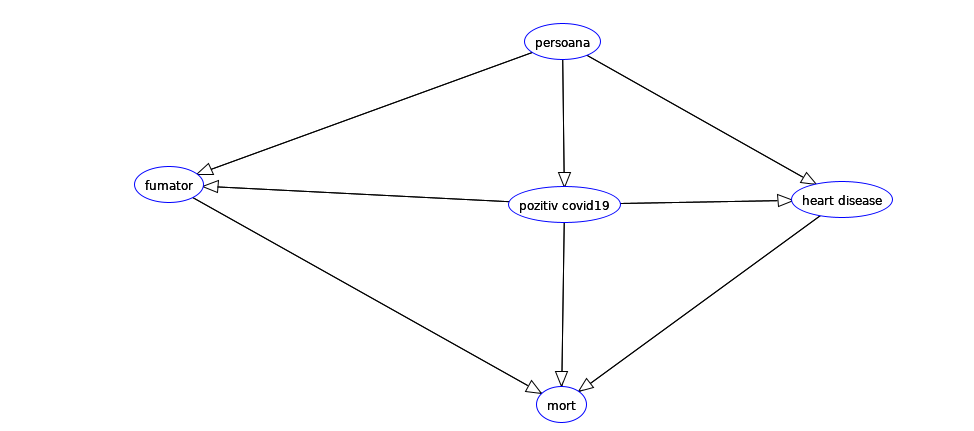 persoana
fumator
pozitiv covid19
heart disease
mort